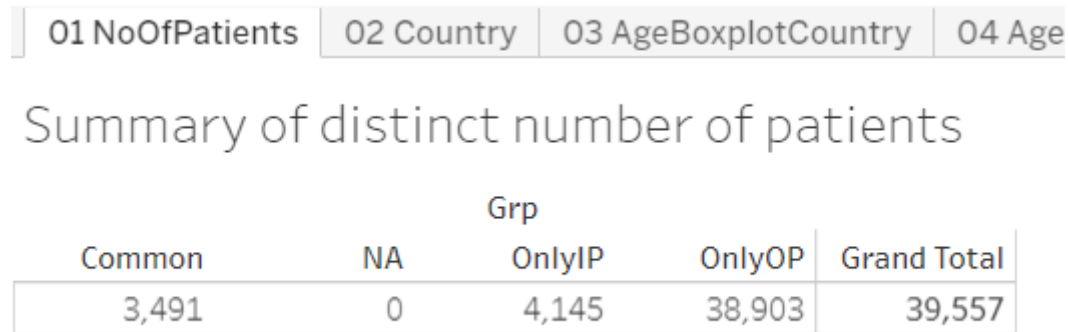 01 NoOfPatients 02 Country 03 AgeBoxplotCountry 04 Age
Summary of distinct number of patients
Grp
Common NA OnlyIP OnlyOP Grand Total
3,491 0 4,145 38,903 39,557